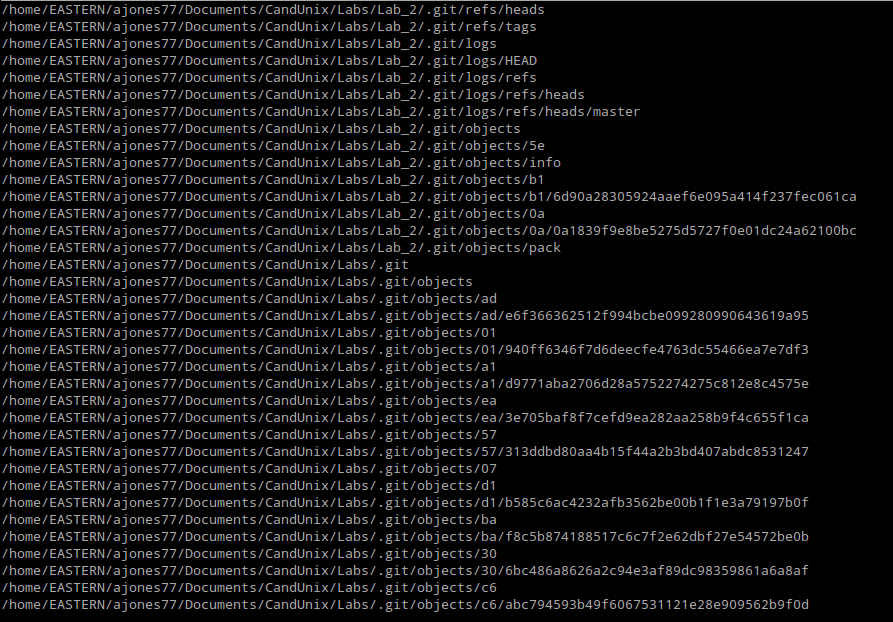 /home/EASTERN/ajones77/Documents/CandUnix/Labs/Lab_2/.git/refs/heads
/home/EASTERN/ajones77/Documents/CandUnix/Labs/Lab_2/.git/refs/tags
/home/EASTERN/ajones77/Documents/CandUnix/Labs/Lab_2/.git/logs
/home/EASTERN/ajones77/Documents/CandUnix/Labs/Lab_2/.git/logs/HEAD
/home/EASTERN/ajones77/Documents/CandUnix/Labs/Lab_2/.git/logs/refs
/home/EASTERN/ajones77/Documents/CandUnix/Labs/Lab_2/.git/logs/refs/heads
/home/EASTERN/ajones77/Documents/CandUnix/Labs/Lab_2/.git/logs/refs/heads/master
/home/EASTERN/ajones77/Documents/CandUnix/Labs/Lab_2/.git/objects
/home/EASTERN/ajones77/Documents/CandUnix/Labs/Lab_2/.git/objects/5e
/home/EASTERN/ajones77/Documents/CandUnix/Labs/Lab_2/.git/objects/info
/home/EASTERN/ajones77/Documents/CandUnix/Labs/Lab_2/.git/objects/b1
/home/EASTERN/ajones77/Documents/CandUnix/Labs/Lab_2/.git/objects/b1/6d90a28305924aaef6e095a414f237fec061ca
/home/EASTERN/ajones77/Documents/CandUnix/Labs/Lab_2/.git/objects/0a
/home/EASTERN/ajones77/Documents/CandUnix/Labs/Lab_2/.git/objects/0a/0a1839f9e8be5275d5727f0e01dc24a62100bc
/home/EASTERN/ajones77/Documents/CandUnix/Labs/Lab_2/.git/objects/pack
/home/EASTERN/ajones77/Documents/CandUnix/Labs/.git
/home/EASTERN/ajones77/Documents/CandUnix/Labs/.git/objects
/home/EASTERN/ajones77/Documents/CandUnix/Labs/.git/objects/ad
/home/EASTERN/ajones77/Documents/CandUnix/Labs/.git/objects/ad/e6f366362512f994bcbe099280990643619a95
/home/EASTERN/ajones77/Documents/CandUnix/Labs/.git/objects/01
/home/EASTERN/ajones77/Documents/CandUnix/Labs/.git/objects/01/940ff6346f7d6deecfe4763dc55466ea7e7df3
/home/EASTERN/ajones77/Documents/CandUnix/Labs/.git/objects/a1
/home/EASTERN/ajones77/Documents/CandUnix/Labs/.git/objects/a1/d9771aba2706d28a5752274275c812e8c4575e
/home/EASTERN/ajones77/Documents/CandUnix/Labs/.git/objects/ea
/home/EASTERN/ajones77/Documents/CandUnix/Labs/.git/objects/ea/3e705baf8f7cefd9ea282aa258b9f4c655f1ca
/home/EASTERN/ajones77/Documents/CandUnix/Labs/.git/objects/57
/home/EASTERN/ajones77/Documents/CandUnix/Labs/.git/objects/57/313ddbd80aa4b15f44a2b3bd407abdc8531247
/home/EASTERN/ajones77/Documents/CandUnix/Labs/.git/objects/07
/home/EASTERN/ajones77/Documents/CandUnix/Labs/.git/objects/d1
/home/EASTERN/ajones77/Documents/CandUnix/Labs/.git/objects/d1/b585c6ac4232afb3562be00b1f1e3a79197b0f
/home/EASTERN/ajones77/Documents/CandUnix/Labs/.git/objects/ba
/home/EASTERN/ajones77/Documents/CandUnix/Labs/.git/objects/ba/f8c5b874188517c6c7f2e62dbf27e54572be0b
/home/EASTERN/ajones77/Documents/CandUnix/Labs/.git/objects/30
/home/EASTERN/ajones77/Documents/CandUnix/Labs/.git/objects/30/6bc486a8626a2c94e3af89dc98359861a6a8af
/home/EASTERN/ajones77/Documents/CandUnix/Labs/.git/objects/c6
/home/EASTERN/ajones77/Documents/CandUnix/Labs/.git/objects/c6/abc794593b49f6067531121e28e909562b9f0d